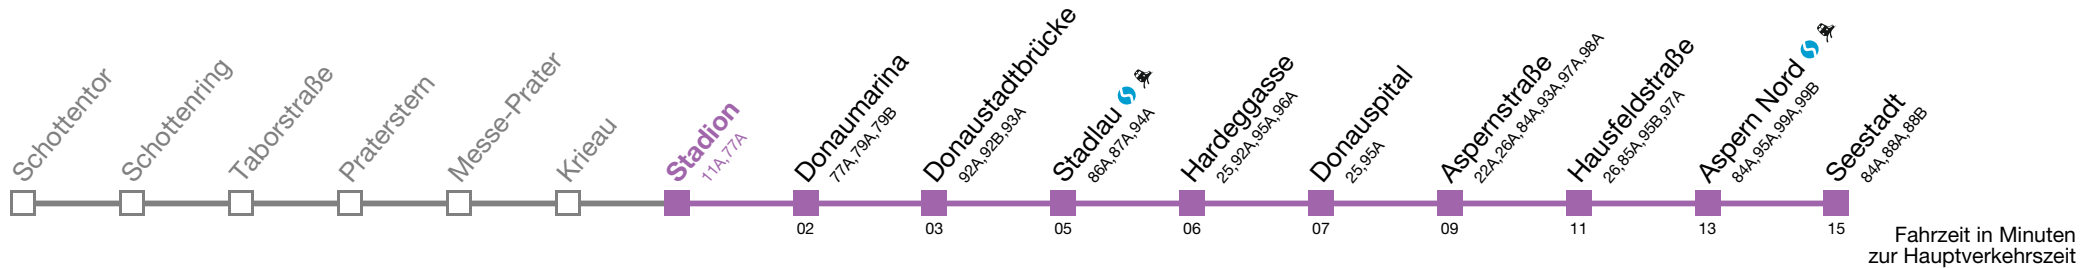 Schottentor
Schottenring
Taborstraße
Praterstern
Messe-Prater
Krieau
Stadion
11A,77A
Donaumarina
77A,79A,79B
Donaustadtbrücke
92A,92B,93A
Stadlau
86A,87A,94A
Hardeggasse
25,92A,95A,96A
Donauspital
25,95A
Aspernstraße
22A,26A,84A,93A,97A,98A
Hausfeldstraße
26,85A,95B,97A
Aspern Nord
84A,95A,99A,99B
Seestadt
84A,88A,88B
02
03
05
06
07
09
11
13
15
Fahrzeit in Minuten
zur Hauptverkehrszeit